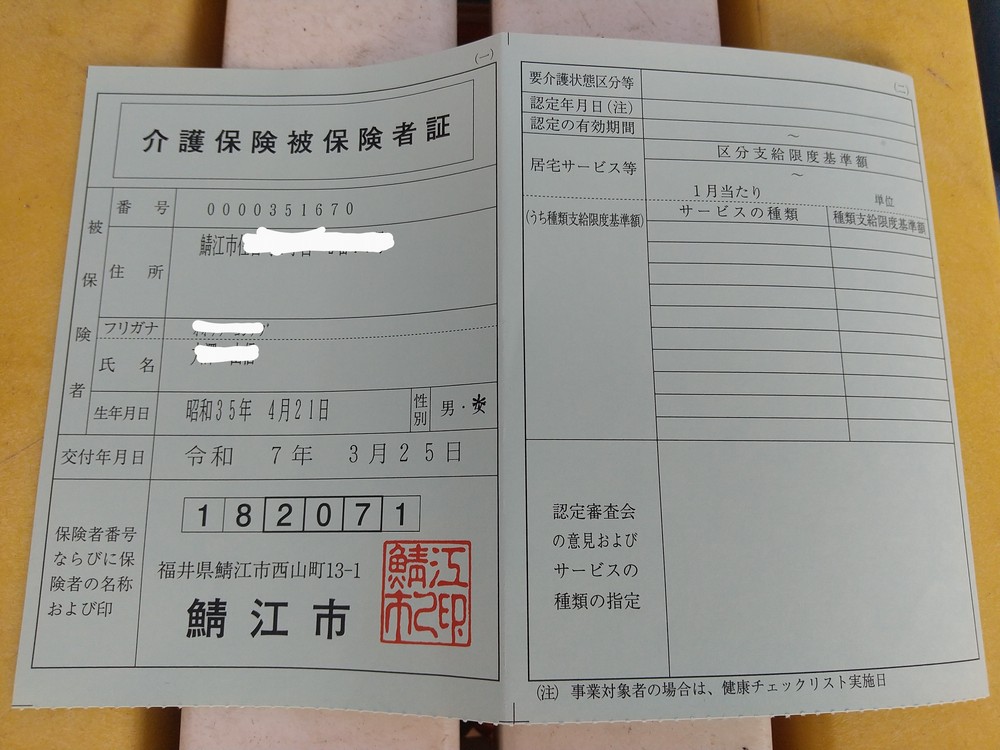 (一)
介護保険被保険者証
被保険者
番号 0000351670
住所 鯖江市
フリガナ
氏名
生年月日 昭和35年 4月21日 性別 男・女
交付年月日 令和 7年 3月25日
保険者番号
ならびに保
険者の名称
および印
182071
福井県鯖江市西山町13-1
鯖江市
鯖江市印
(二)
要介護状態区分等
認定年月日(注)
認定の有効期間 ~
居宅サービス等
区分支給限度基準額
~
1月当たり 単位
(うち種類支給限度基準額)
サービスの種類 種類支給限度基準額
認定審査会
の意見および
サービスの
種類の指定
(注) 事業対象者の場合は、健康チェックリスト実施日